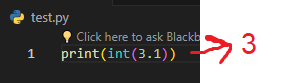 test.py
Click here to ask Blackb
1 print(int(3.1)) 3